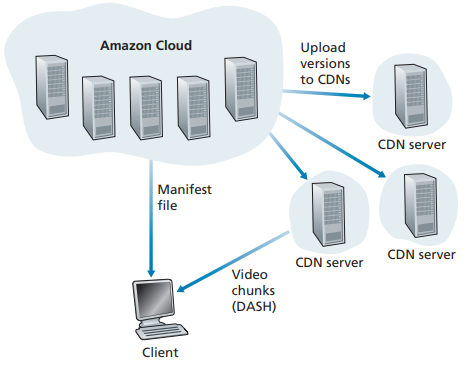 Amazon Cloud
Upload
versions
to CDNs
CDN server
Manifest
file
CDN server
CDN server
Video
chunks
(DASH)
Client